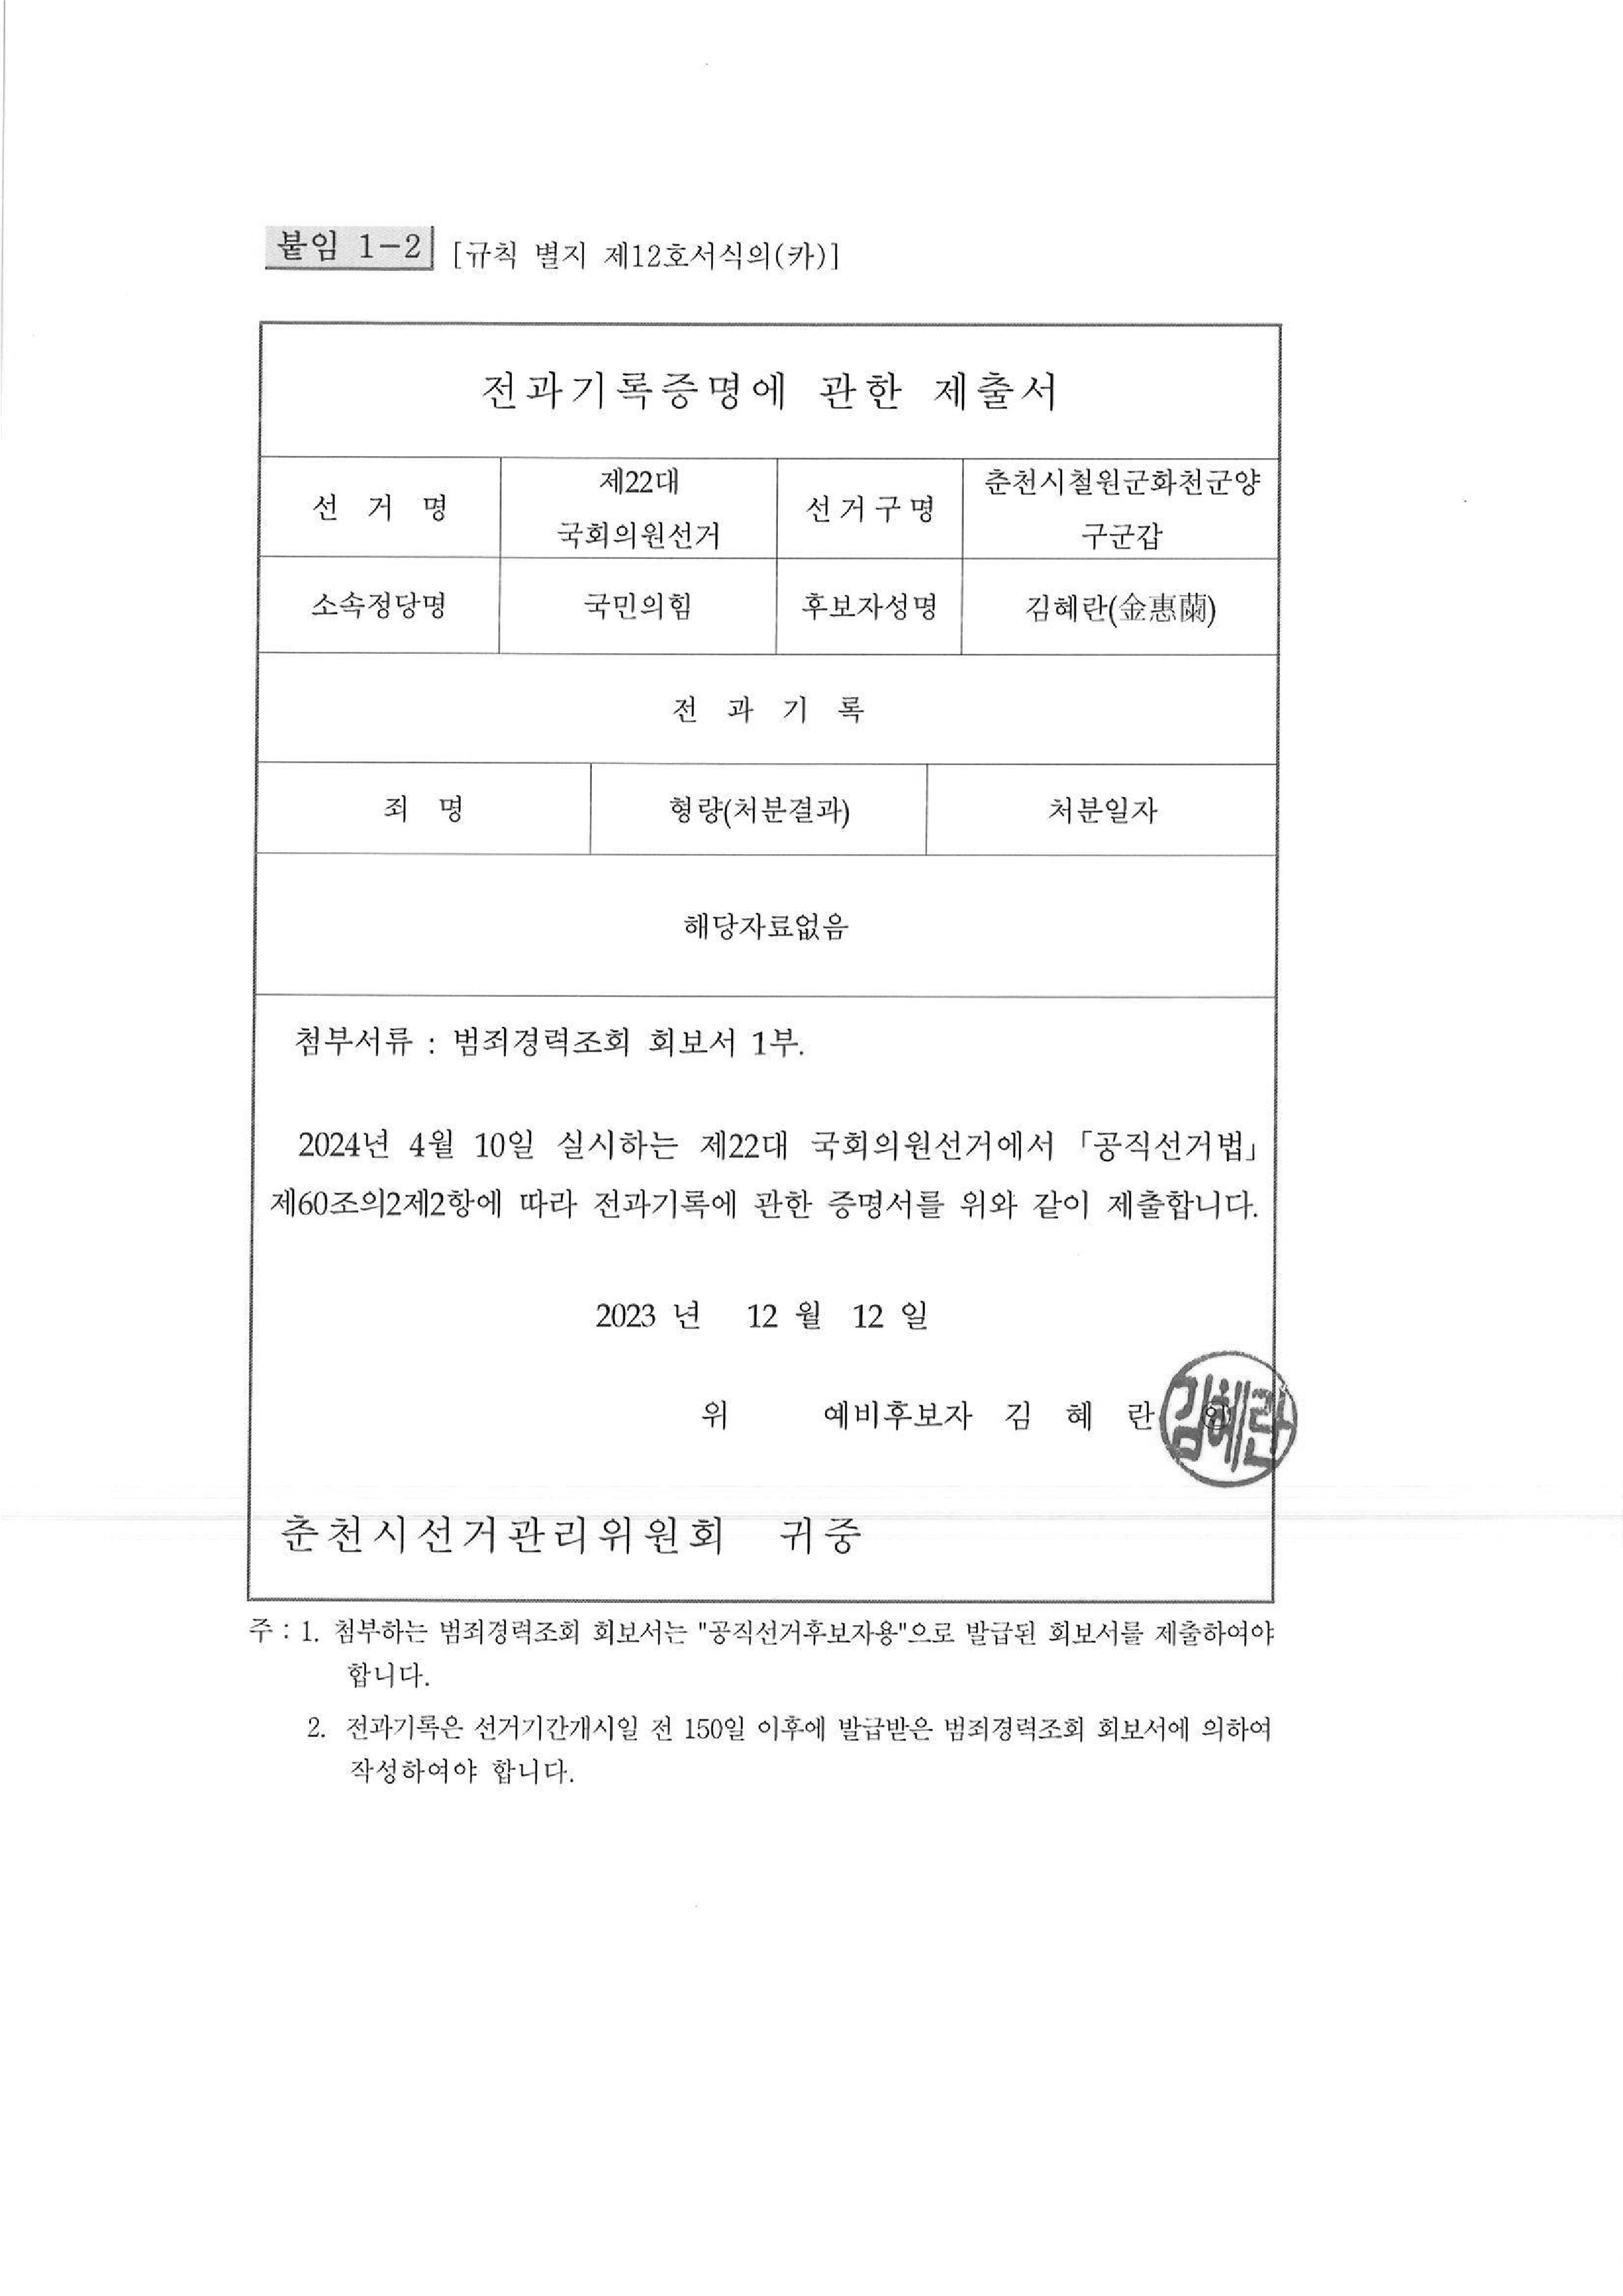 붙임 1-2 [규칙 별지 제12호서식의(카)]
전과기록증명에 관한 제출서
선 거 명
제22대
국회의원선거
선거구명
춘천시철원군화천군양
구군갑
소속정당명
국민의힘
후보자성명
김혜란(金惠蘭)
전 과 기 록
죄 명
형량(처분결과)
처분일자
해당자료없음
첨부서류 : 범죄경력조회 회보서 1부.
2024년 4월 10일 실시하는 제22대 국회의원선거에서 「공직선거법」
제60조의2제2항에 따라 전과기록에 관한 증명서를 위와 같이 제출합니다.
2023 년 12 월 12 일
위 예비후보자 김 혜 란 ㊞
김혜란
춘천시선거관리위원회 귀중
주 : 1. 첨부하는 범죄경력조회 회보서는 "공직선거후보자용"으로 발급된 회보서를 제출하여야
합니다.
2. 전과기록은 선거기간개시일 전 150일 이후에 발급받은 범죄경력조회 회보서에 의하여
작성하여야 합니다.